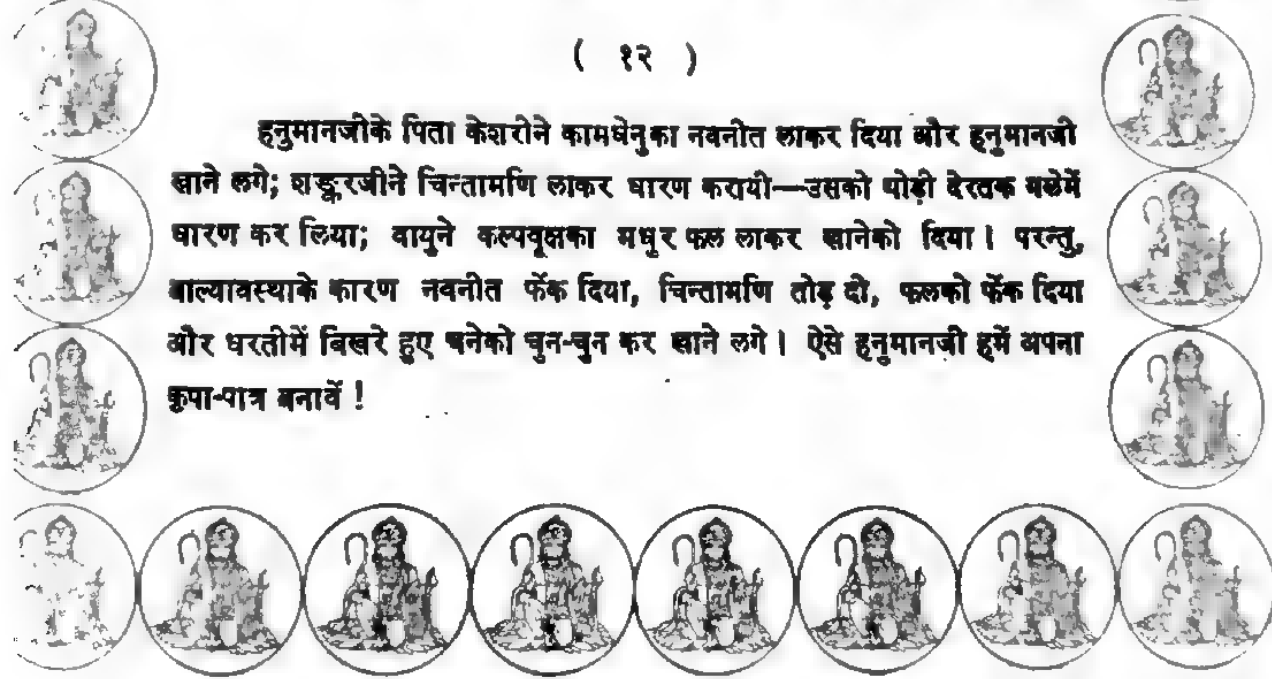 ( १२ )
हनुमानजीके पिता केशरीने कामधेनुका नवनीत लाकर दिया और हनुमानजी
खाने लगे; शङ्करजीने चिन्तामणि लाकर धारण करायी—उसको थोड़ी देरतक गलेमें
धारण कर लिया; वायुने कल्पवृक्षका मधुर फल लाकर खानेको दिया। परन्तु,
बाल्यावस्थाके कारण नवनीत फेंक दिया, चिन्तामणि तोड़ दी, फलको फेंक दिया
और धरतीमें बिखरे हुए चनेको चुन-चुन कर खाने लगे। ऐसे हनुमानजी हमें अपना
कृपा-पात्र बनावें !